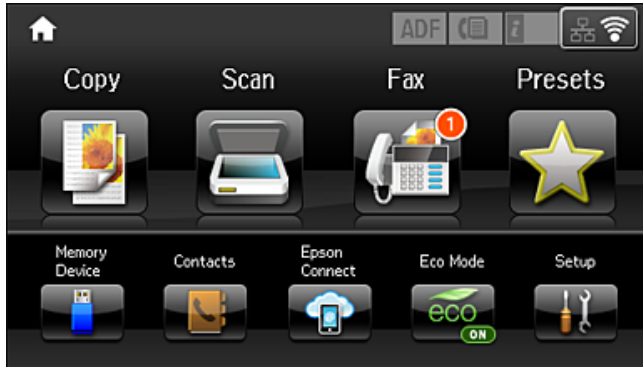 ADF i
Copy Scan Fax Presets
1
Memory Device Contacts Epson Connect Eco Mode Setup
eco
ON